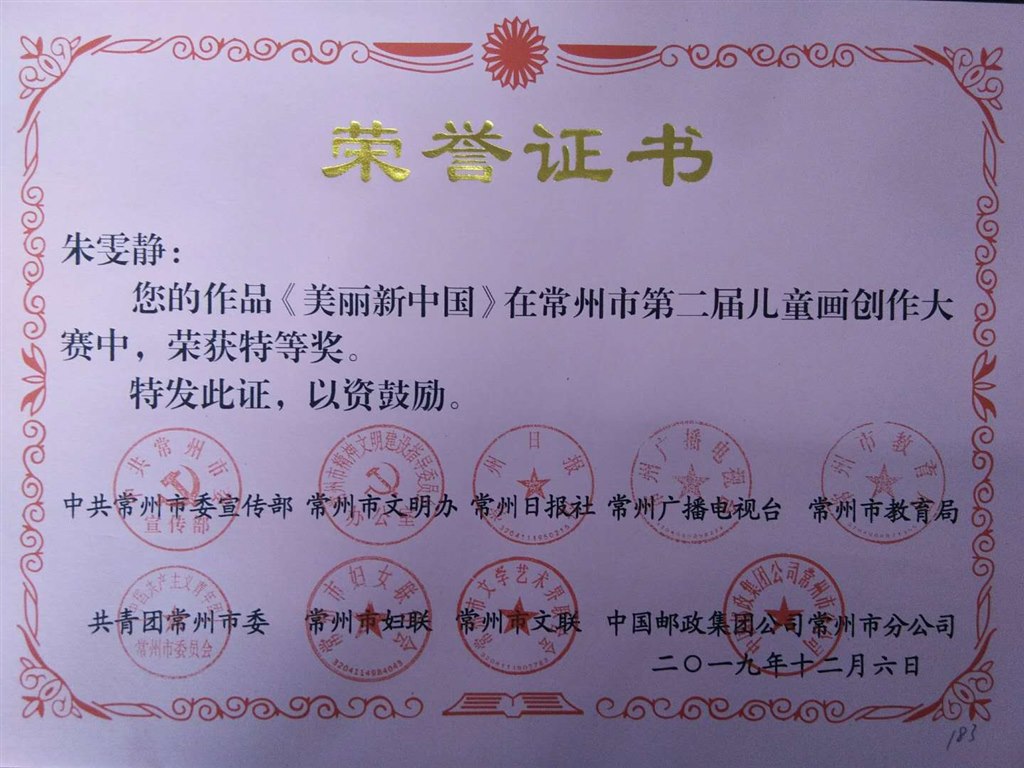 荣誉证书
朱雯静：
您的作品《美丽新中国》在常州市第二届儿童画创作大
赛中，荣获特等奖。
特发此证，以资鼓励。
中共常州市委宣传部 常州市文明办 常州日报社 常州广播电视台 常州市教育局
共青团常州市委 常州市妇联 常州市文联 中国邮政集团公司常州市分公司
二〇一九年十二月六日
183